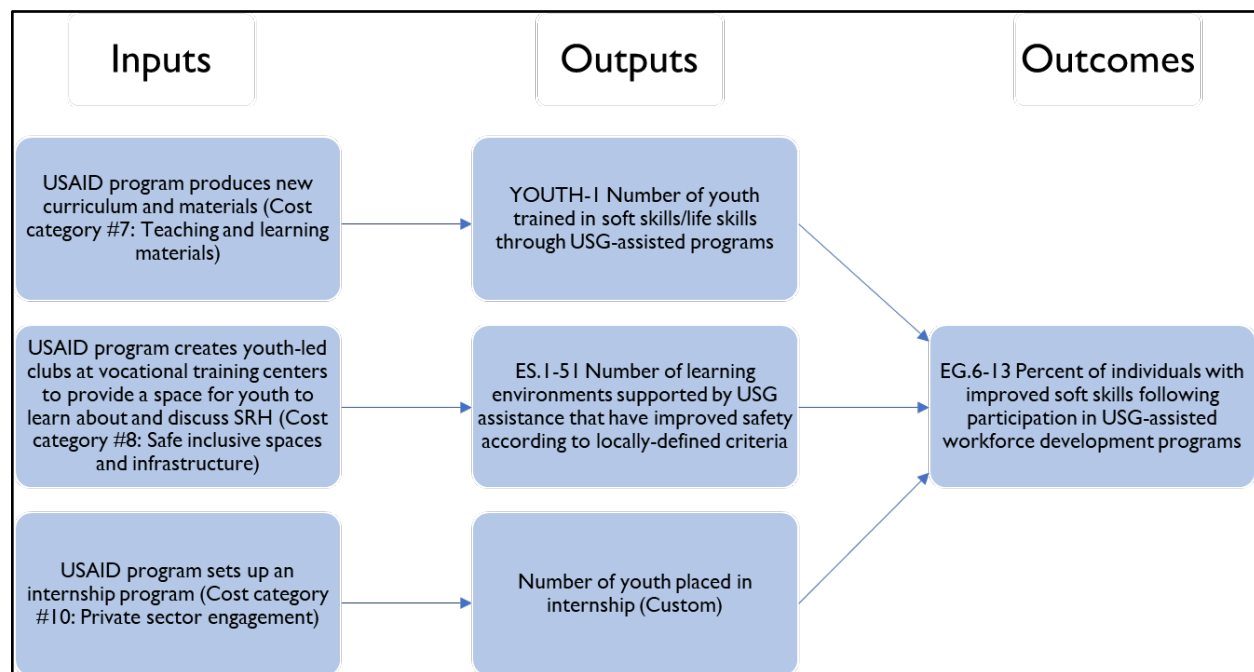 Inputs
Outputs
Outcomes
USAID program produces new
curriculum and materials (Cost
category #7: Teaching and learning
materials)
YOUTH-1 Number of youth
trained in soft skills/life skills
through USG-assisted programs
USAID program creates youth-led
clubs at vocational training centers
to provide a space for youth to
learn about and discuss SRH (Cost
category #8: Safe inclusive spaces
and infrastructure)
ES.1-51 Number of learning
environments supported by USG
assistance that have improved safety
according to locally-defined criteria
EG.6-13 Percent of individuals with
improved soft skills following
participation in USG-assisted
workforce development programs
USAID program sets up an
internship program (Cost category
#10: Private sector engagement)
Number of youth placed in
internship (Custom)